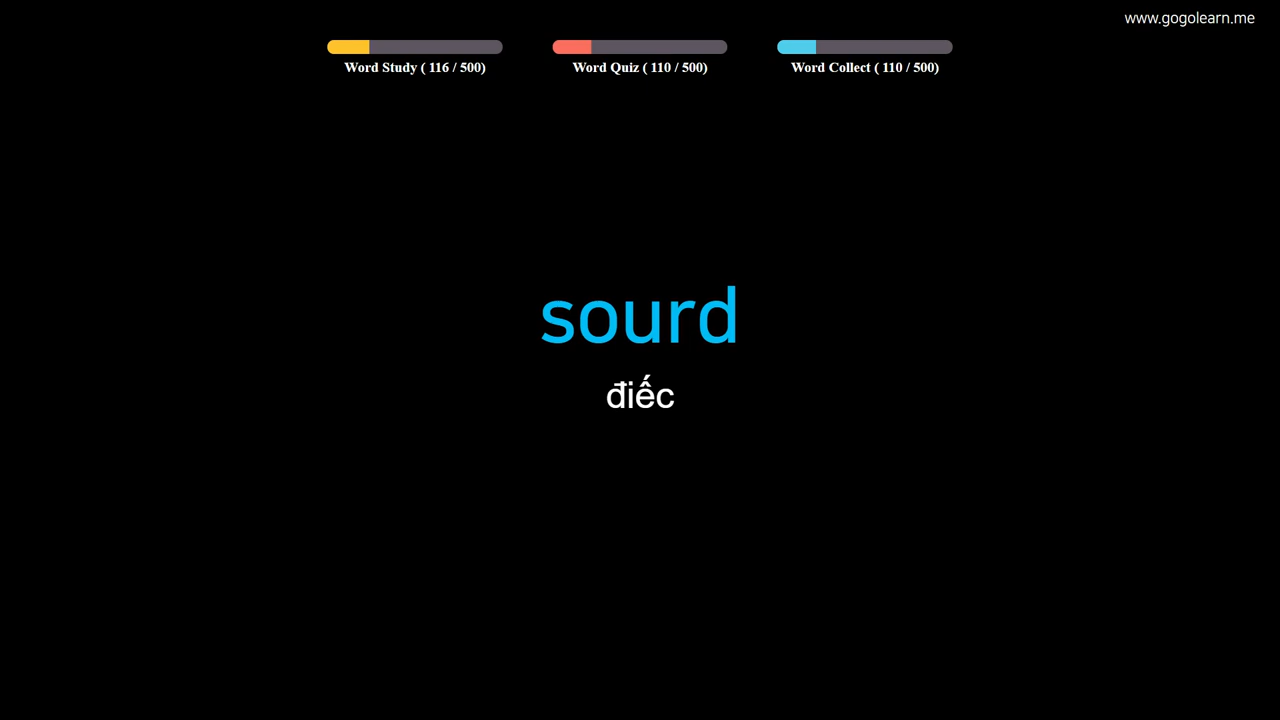 www.gogolearn.me
Word Study ( 116 / 500)
Word Quiz ( 110 / 500)
Word Collect ( 110 / 500)
sourd
điếc